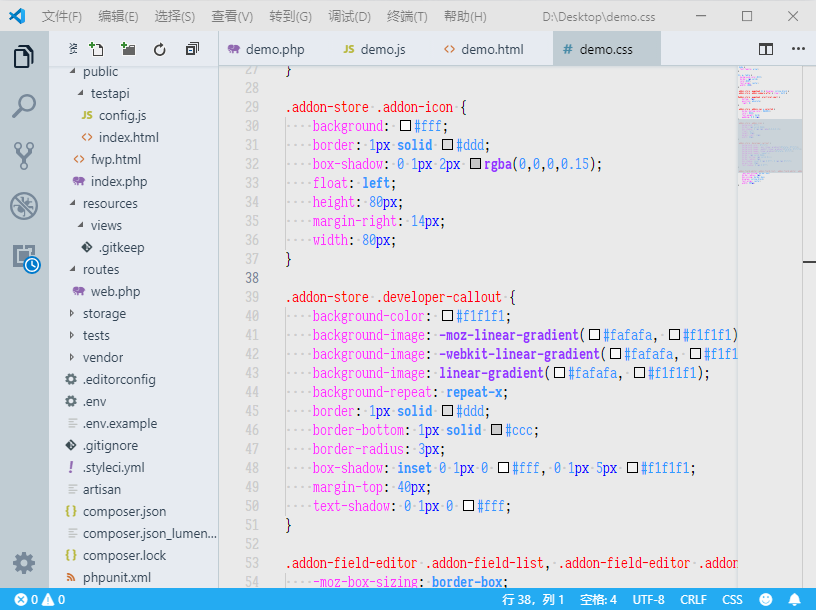 文件(F) 编辑(E) 选择(S) 查看(V) 转到(G) 调试(D) 终端(T) 帮助(H) D:\Desktop\demo.css
demo.php JS demo.js <> demo.html # demo.css
public
testapi
JS config.js
<> index.html
<> fwp.html
index.php
resources
views
.gitkeep
routes
web.php
storage
tests
vendor
.editorconfig
.env
.env.example
.gitignore
! .styleci.yml
artisan
{} composer.json
composer.json_lumen...
{} composer.lock
phpunit.xml
27 }
28
29 .addon-store·.addon-icon {
30 ····background:·#fff;
31 ····border:·1px·solid·#ddd;
32 ····box-shadow:·0·1px·2px·rgba(0,0,0,0.15);
33 ····float:·left;
34 ····height:·80px;
35 ····margin-right:·14px;
36 ····width:·80px;
37 }
38
39 .addon-store·.developer-callout {
40 ····background-color:·#f1f1f1;
41 ····background-image:·-moz-linear-gradient(#fafafa,·#f1f1f1)
42 ····background-image:·-webkit-linear-gradient(#fafafa,·#f1f1
43 ····background-image:·linear-gradient(#fafafa,·#f1f1f1);
44 ····background-repeat:·repeat-x;
45 ····border:·1px·solid·#ddd;
46 ····border-bottom:·1px·solid·#ccc;
47 ····border-radius:·3px;
48 ····box-shadow:·inset·0·1px·0·#fff,·0·1px·5px·#f1f1f1;
49 ····margin-top:·40px;
50 ····text-shadow:·0·1px·0·#fff;
51 }
52
53 .addon-field-editor·.addon-field-list,·.addon-field-editor·.addon
54 ····-moz-box-sizing:·border-box;
0 0 行 38，列 1 空格: 4 UTF-8 CRLF CSS